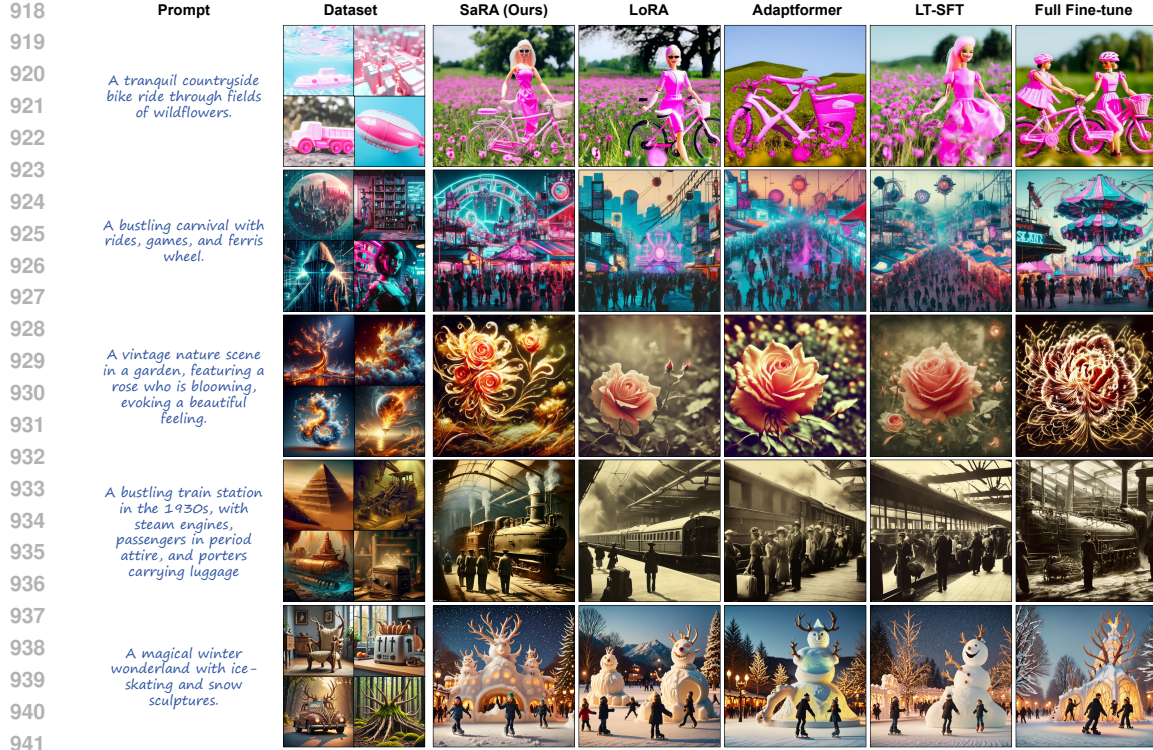 918 Prompt Dataset SaRA (Ours) LoRA Adaptformer LT-SFT Full Fine-tune
919
920
921
922
923
A tranquil countryside
bike ride through fields
of wildflowers.
924
925
926
927
A bustling carnival with
rides, games, and ferris
wheel.
928
929
930
931
932
A vintage nature scene
in a garden, featuring a
rose who is blooming,
evoking a beautiful
feeling.
933
934
935
936
A bustling train station
in the 1930s, with
steam engines,
passengers in period
attire, and porters
carrying luggage
937
938
939
940
941
A magical winter
wonderland with ice-
skating and snow
sculptures.